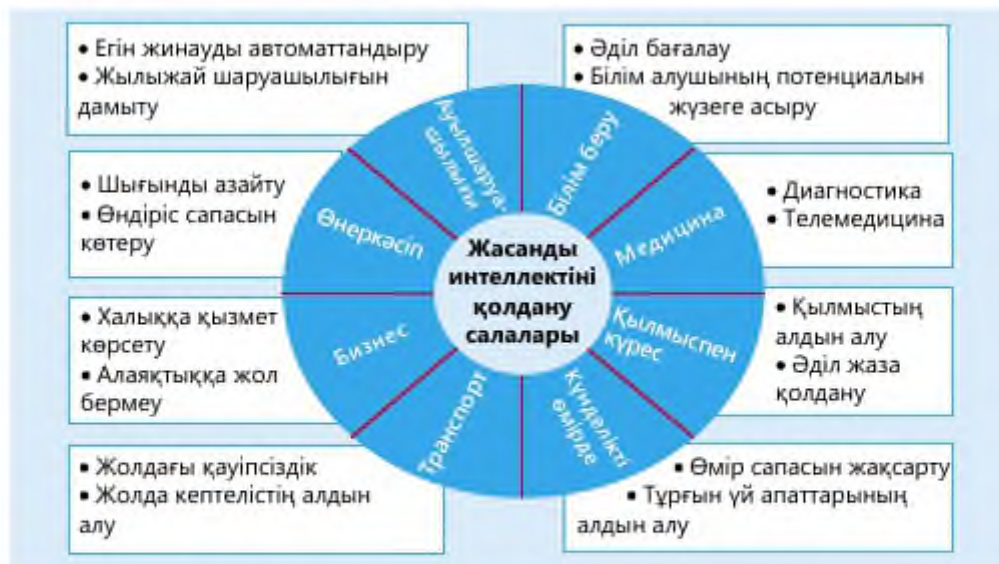 • Егін жинауды автоматтандыру
• Жылыжай шаруашылығын
дамыту
• Әділ бағалау
• Білім алушының потенциалын
жүзеге асыру
• Шығынды азайту
• Өндіріс сапасын
көтеру
• Диагностика
• Телемедицина
• Халыққа қызмет
көрсету
• Алаяқтыққа жол
бермеу
• Қылмыстың
алдын алу
• Әділ жаза
қолдану
• Жолдағы қауіпсіздік
• Жолда кептелістің алдын
алу
• Өмір сапасын жақсарту
• Тұрғын үй апаттарының
алдын алу
Ауылшаруа-
шылығы
Білім беру
Өнеркәсіп
Медицина
Жасанды
интеллектіні
қолдану
салалары
Бизнес
Қылмыспен
күрес
Транспорт
Күнделікті
өмірде